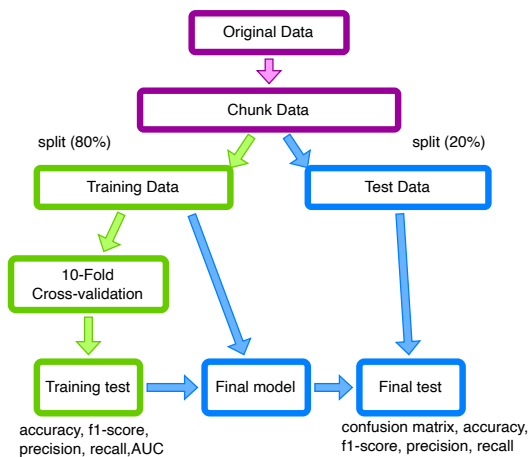 Original Data
Chunk Data
split (80%)
split (20%)
Training Data
Test Data
10-Fold
Cross-validation
Training test
Final model
Final test
accuracy, f1-score,
precision, recall,AUC
confusion matrix, accuracy,
f1-score, precision, recall